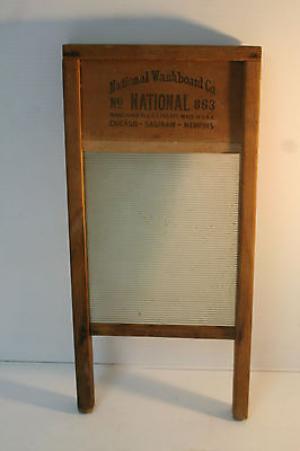 National Washboard Co.
No NATIONAL 863
CHICAGO - SAGINAW - MEMPHIS